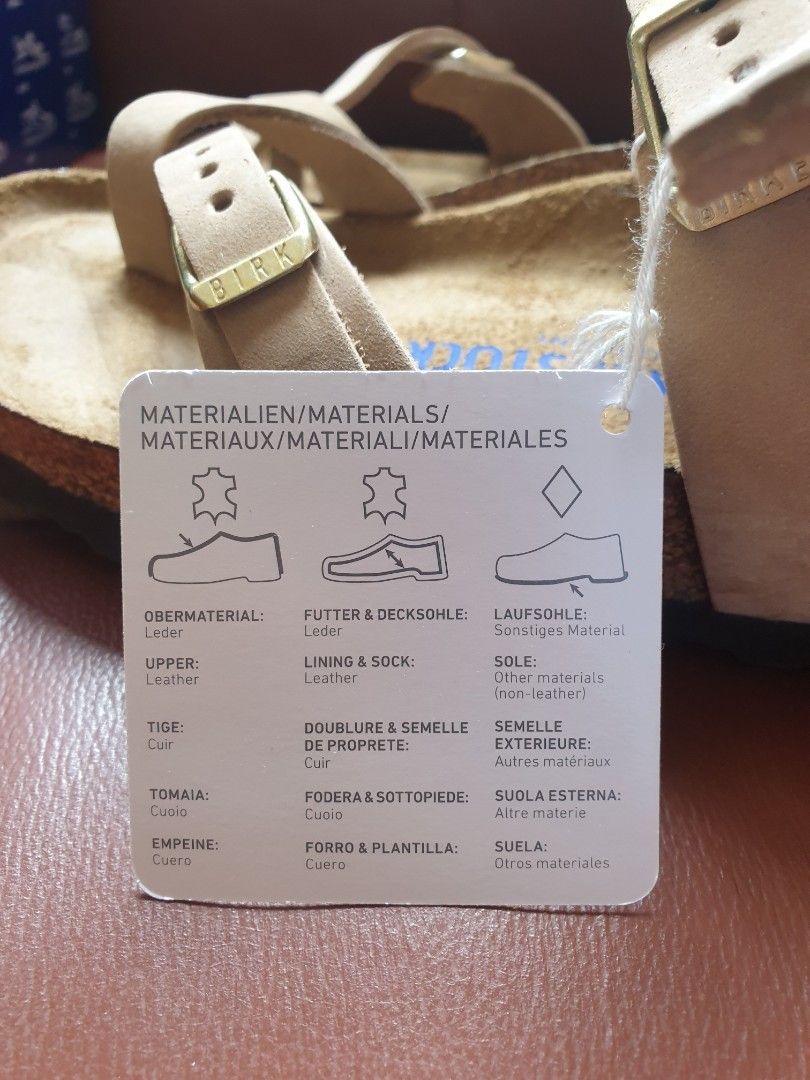 BIRK
BIRKE
MATERIALIEN/MATERIALS/
MATERIAUX/MATERIALI/MATERIALES
OBERMATERIAL:
Leder
UPPER:
Leather
TIGE:
Cuir
TOMAIA:
Cuoio
EMPEINE:
Cuero
FUTTER & DECKSOHLE:
Leder
LINING & SOCK:
Leather
DOUBLURE & SEMELLE
DE PROPRETE:
Cuir
FODERA & SOTTOPIEDE:
Cuoio
FORRO & PLANTILLA:
Cuero
LAUFSOHLE:
Sonstiges Material
SOLE:
Other materials
(non-leather)
SEMELLE
EXTERIEURE:
Autres matériaux
SUOLA ESTERNA:
Altre materie
SUELA:
Otros materiales